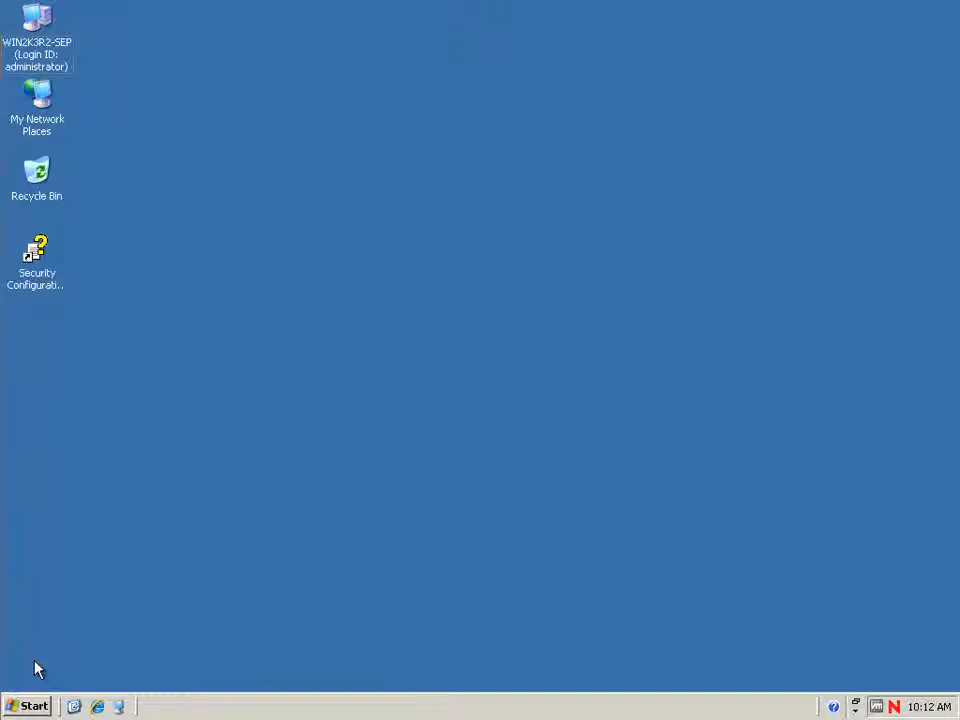 WIN2K3R2-SEP
(Login ID:
administrator)
My Network
Places
Recycle Bin
Security
Configurati..
Start
10:12 AM